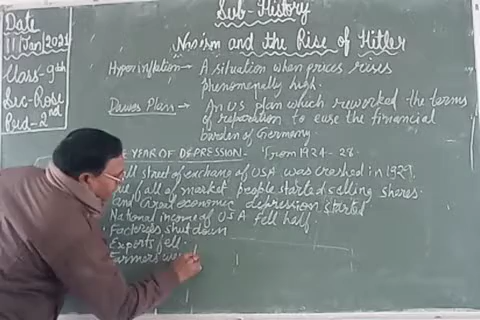 Date
11/Jan/2021
Class-9th
Sec-Rose
Peid-2nd
Sub-History
Nazism and the Rise of Hitler
Hyper Inflation → A situation when prices rises
phenomenally high.
Dawes Plan → An US plan which reworked the terms
of reparation to ease the financial
burden of Germany.
YEAR OF DEPRESSION- From 1924-28.
street of exchange of USA was crashed in 1929.
fall of market people started selling shares.
and Great economic depression started
National income of USA fell half.
Factories shut down
Exports fell.
Farmers we